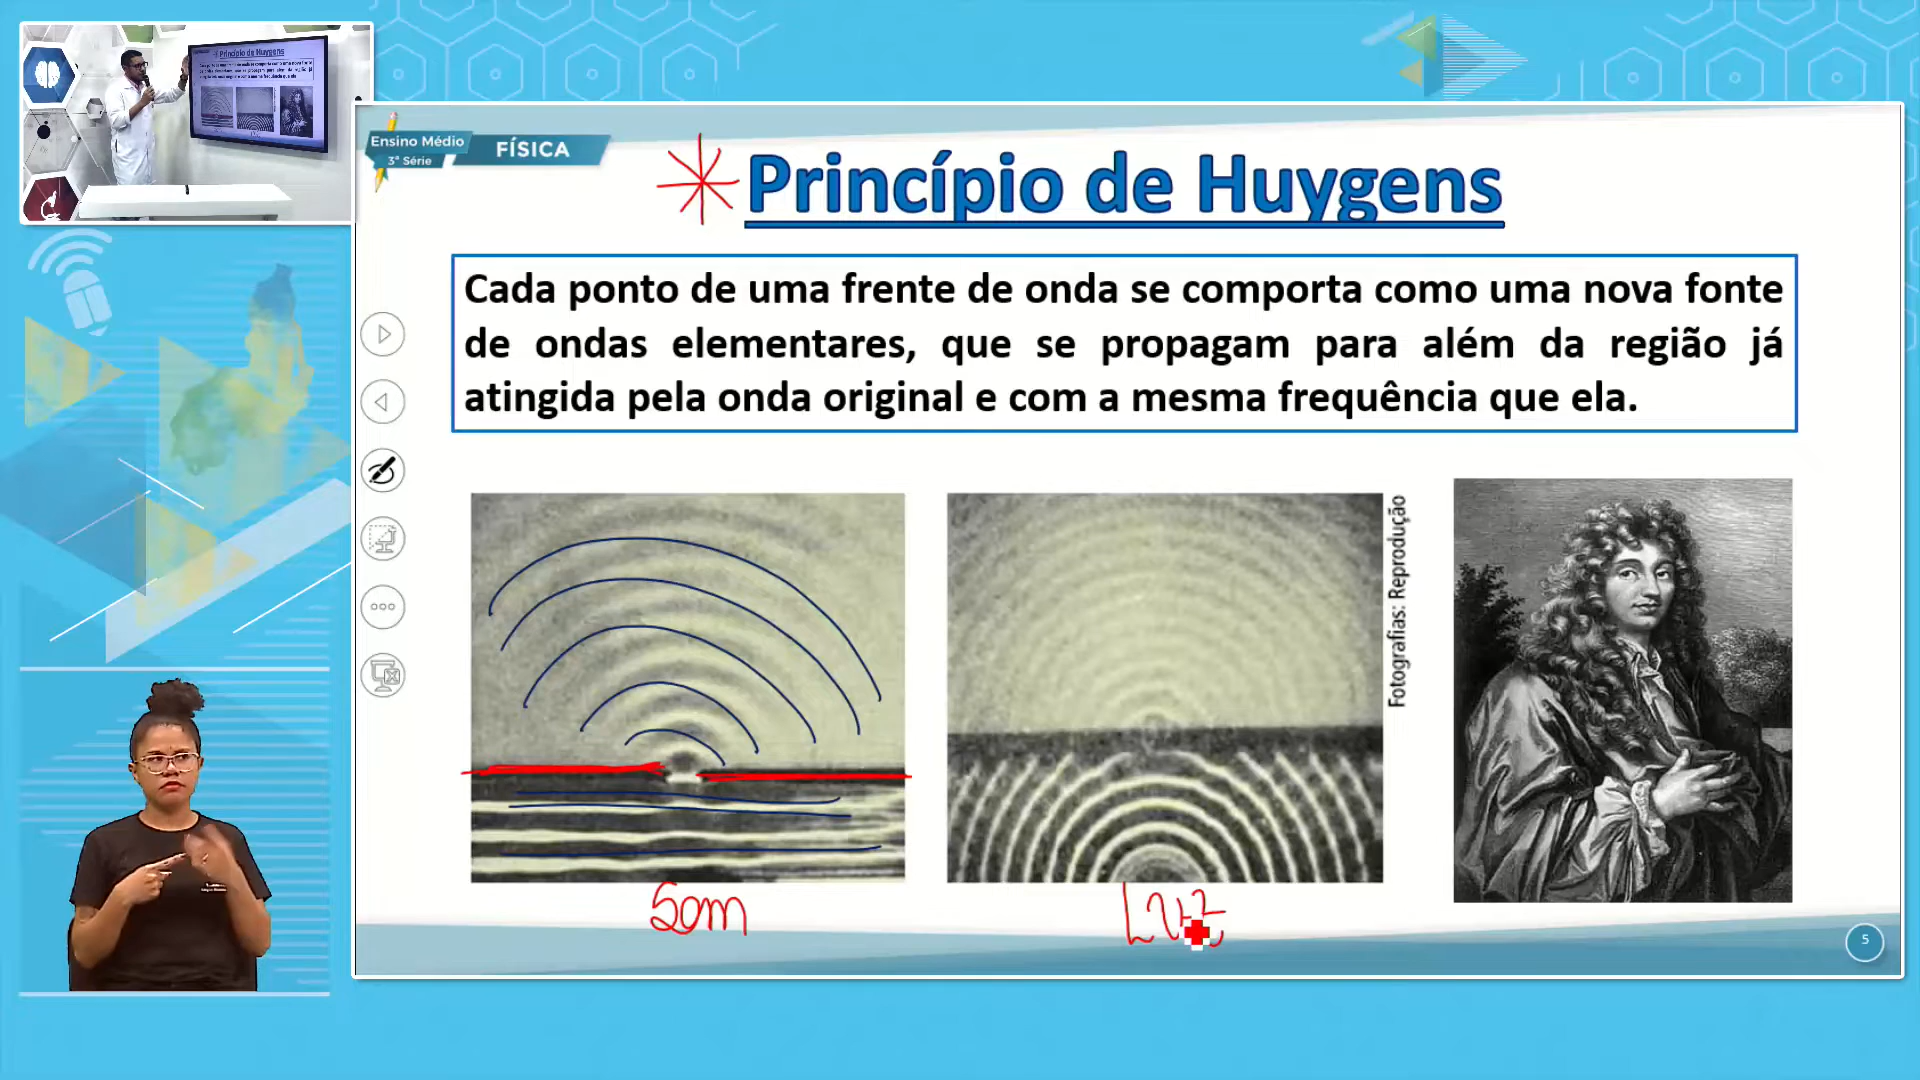 Ensino Médio
3ª Série
FÍSICA
Princípio de Huygens
Cada ponto de uma frente de onda se comporta como uma nova fonte
de ondas elementares, que se propagam para além da região já
atingida pela onda original e com a mesma frequência que ela.
Fotografias: Reprodução
Som
Luz
5